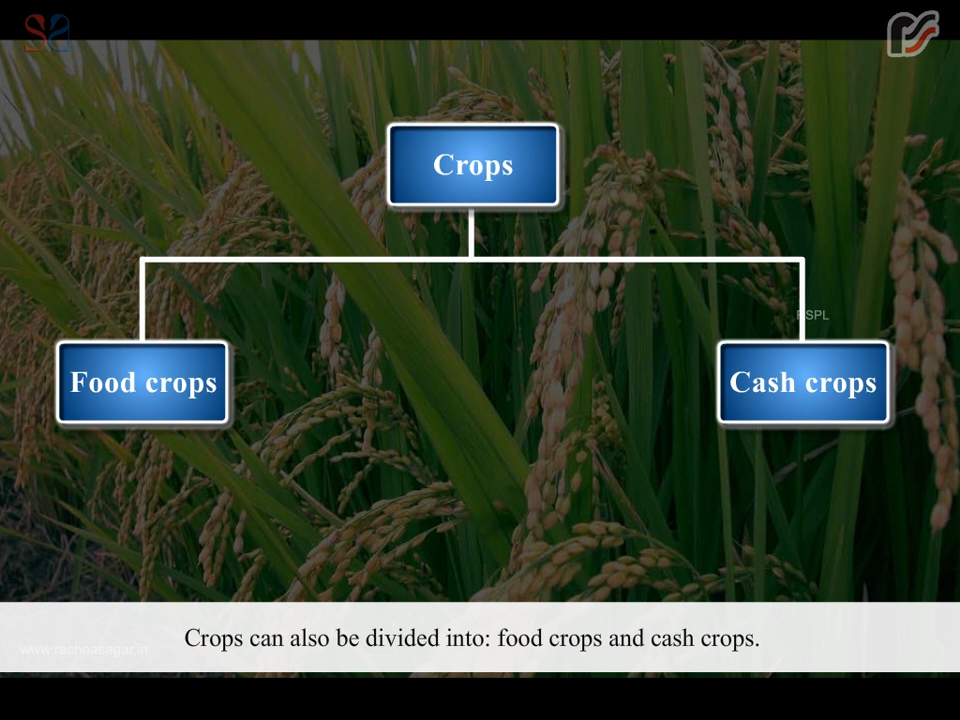 Crops
RSPL
Food crops
Cash crops
Crops can also be divided into: food crops and cash crops.
www.rachnasagar.in